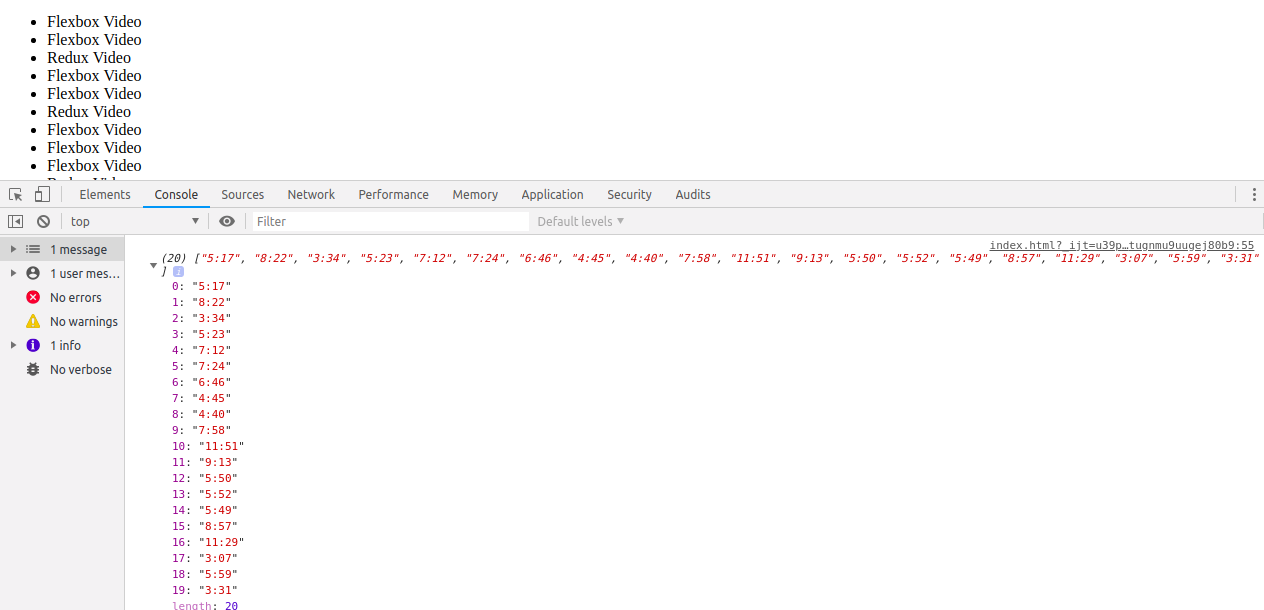 Flexbox Video
Flexbox Video
Redux Video
Flexbox Video
Flexbox Video
Redux Video
Flexbox Video
Flexbox Video
Flexbox Video
Elements Console Sources Network Performance Memory Application Security Audits
top Filter Default levels
1 message
1 user mes...
No errors
No warnings
1 info
No verbose
index.html?_ijt=u39p…tugnmu9uugej80b9:55
(20) ["5:17", "8:22", "3:34", "5:23", "7:12", "7:24", "6:46", "4:45", "4:40", "7:58", "11:51", "9:13", "5:50", "5:52", "5:49", "8:57", "11:29", "3:07", "5:59", "3:31"
] i
0: "5:17"
1: "8:22"
2: "3:34"
3: "5:23"
4: "7:12"
5: "7:24"
6: "6:46"
7: "4:45"
8: "4:40"
9: "7:58"
10: "11:51"
11: "9:13"
12: "5:50"
13: "5:52"
14: "5:49"
15: "8:57"
16: "11:29"
17: "3:07"
18: "5:59"
19: "3:31"
length: 20